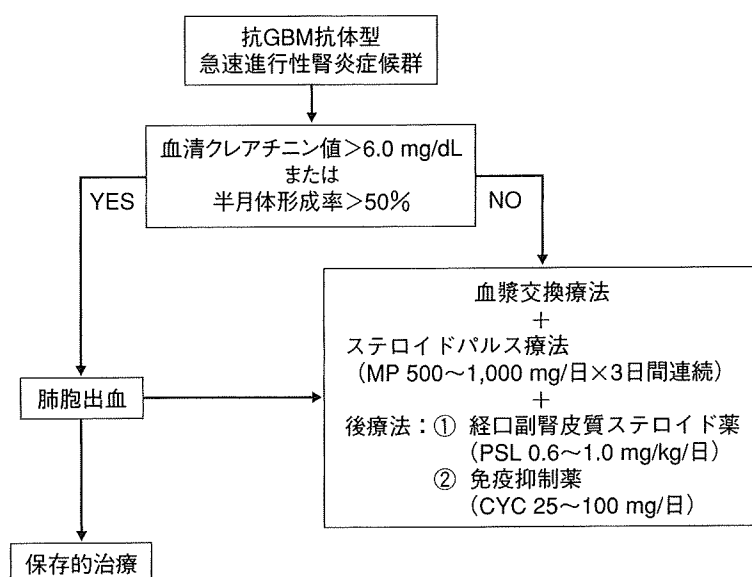 抗GBM抗体型
急速進行性腎炎症候群
血清クレアチニン値>6.0 mg/dL
または
半月体形成率>50%
YES
NO
血漿交換療法
+
ステロイドパルス療法
（MP 500～1,000 mg/日×3日間連続）
+
後療法：① 経口副腎皮質ステロイド薬
（PSL 0.6～1.0 mg/kg/日）
② 免疫抑制薬
（CYC 25～100 mg/日）
肺胞出血
保存的治療